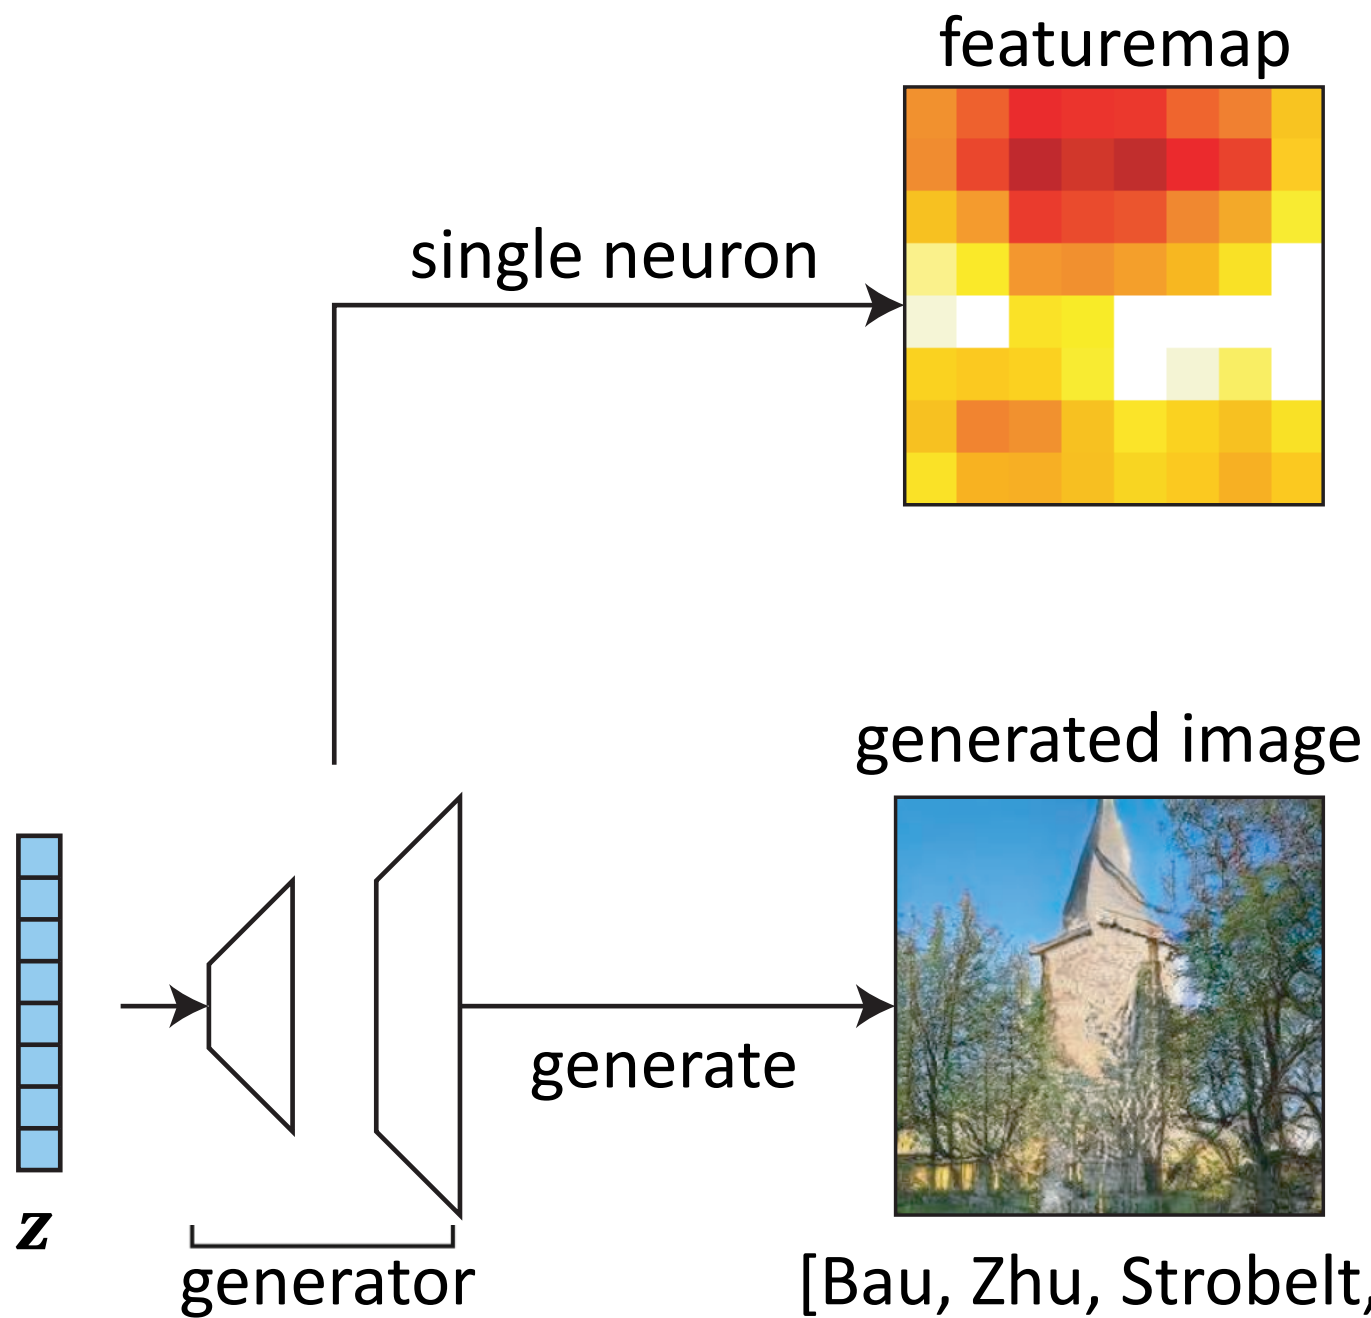 featuremap
single neuron
generated image
generate
z
generator
[Bau, Zhu, Strobelt,